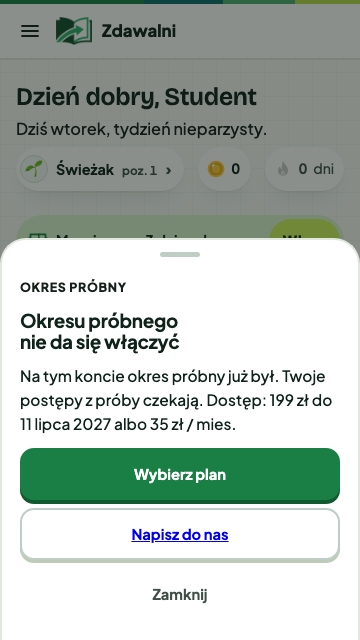 Zdawalni
Dzień dobry, Student
Dziś wtorek, tydzień nieparzysty.
Świeżak poz. 1 › 0 0 dni
OKRES PRÓBNY
Okresu próbnego
nie da się włączyć
Na tym koncie okres próbny już był. Twoje
postępy z próby czekają. Dostęp: 199 zł do
11 lipca 2027 albo 35 zł / mies.
Wybierz plan
Napisz do nas
Zamknij